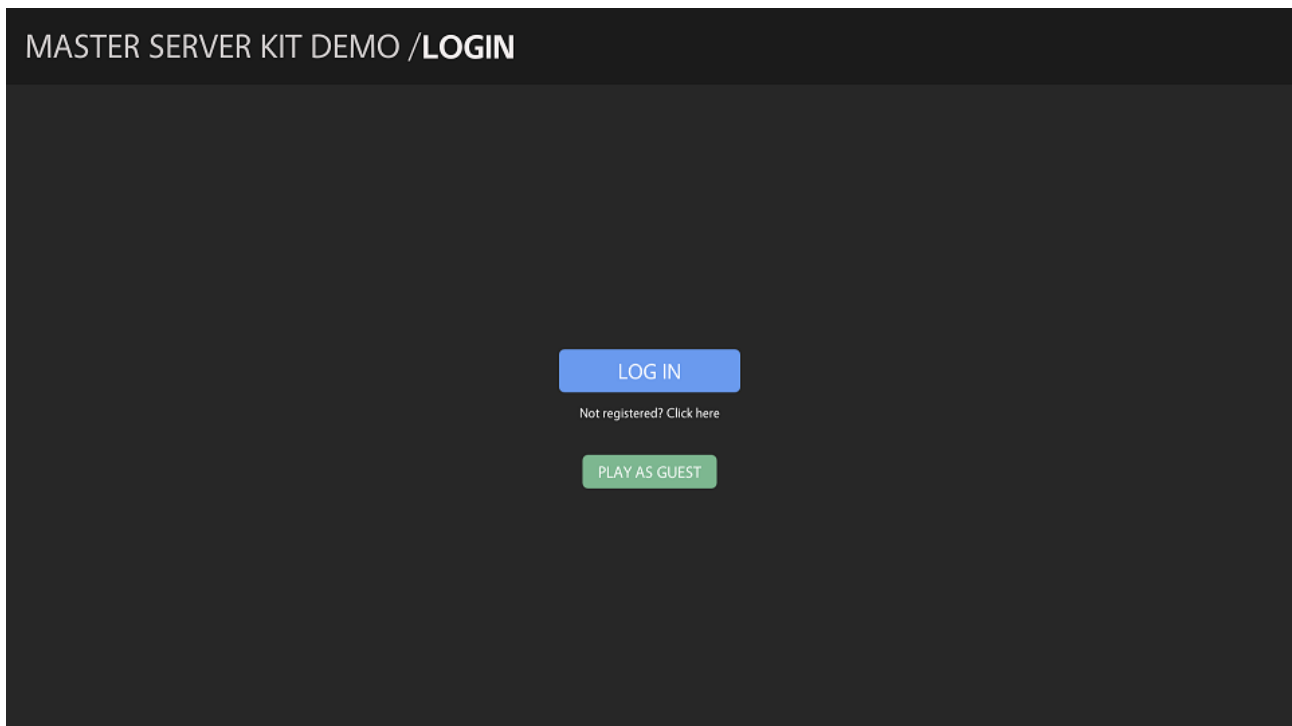 MASTER SERVER KIT DEMO /LOGIN
LOG IN
Not registered? Click here
PLAY AS GUEST